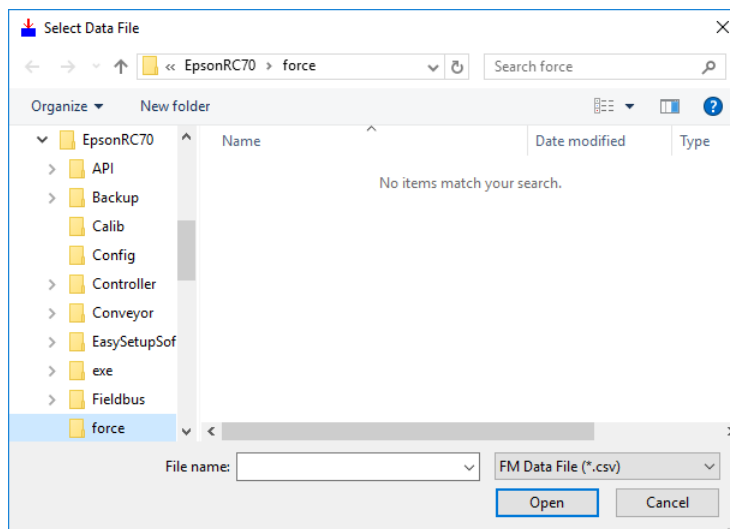 Select Data File
« EpsonRC70 > force
Search force
Organize
New folder
?
Name
Date modified
Type
No items match your search.
EpsonRC70
API
Backup
Calib
Config
Controller
Conveyor
EasySetupSof
exe
Fieldbus
force
File name:
FM Data File (*.csv)
Open
Cancel